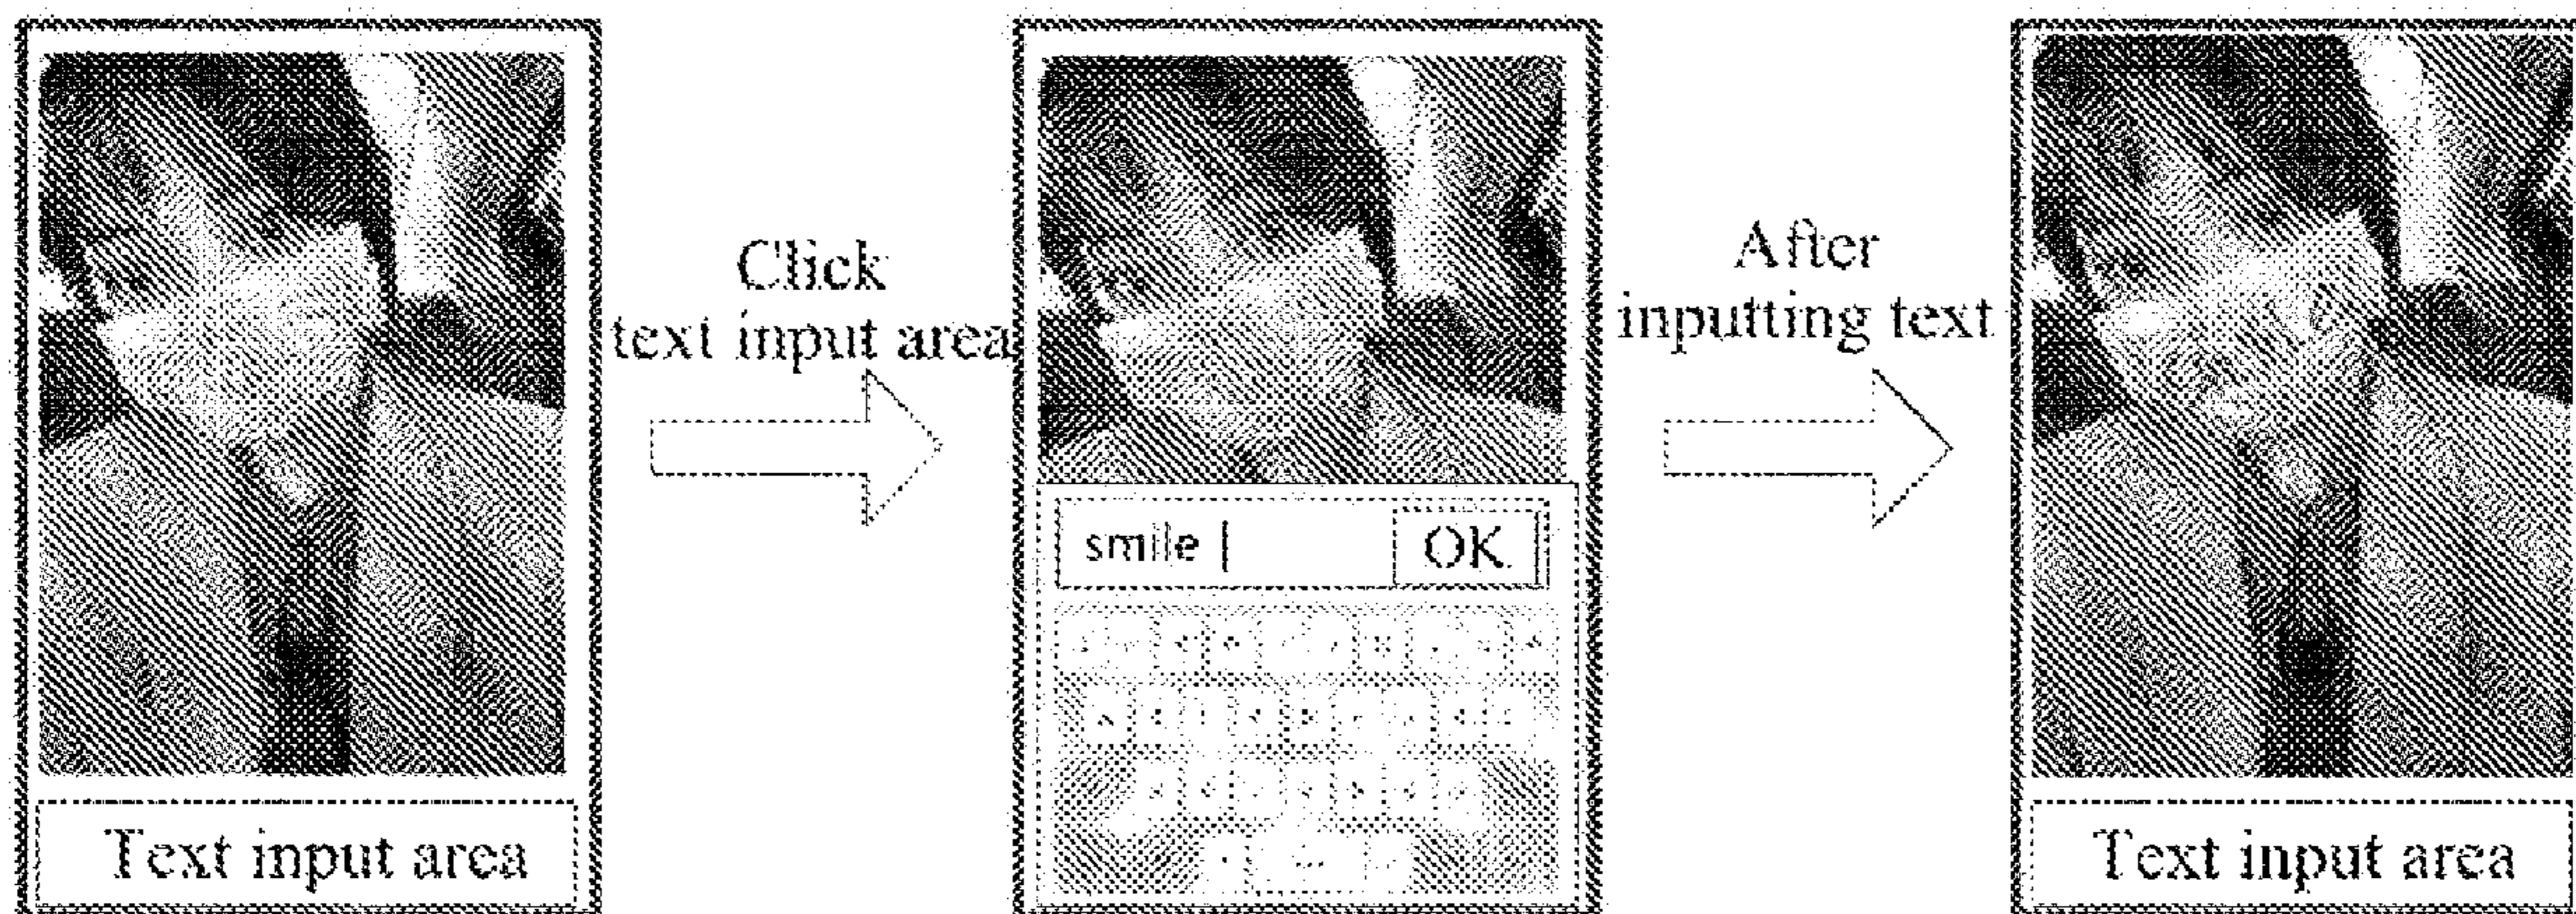 Click
text input area
After
inputting text
smile
OK
Text input area
Text input area